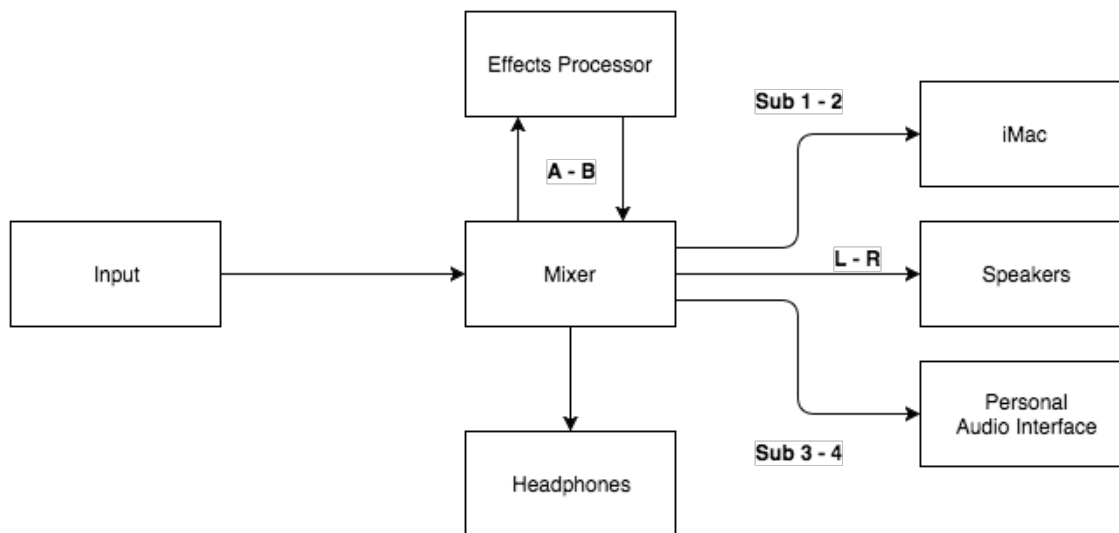 Effects Processor
Sub 1 - 2
iMac
A - B
Input
Mixer
L - R
Speakers
Personal
Audio Interface
Sub 3 - 4
Headphones